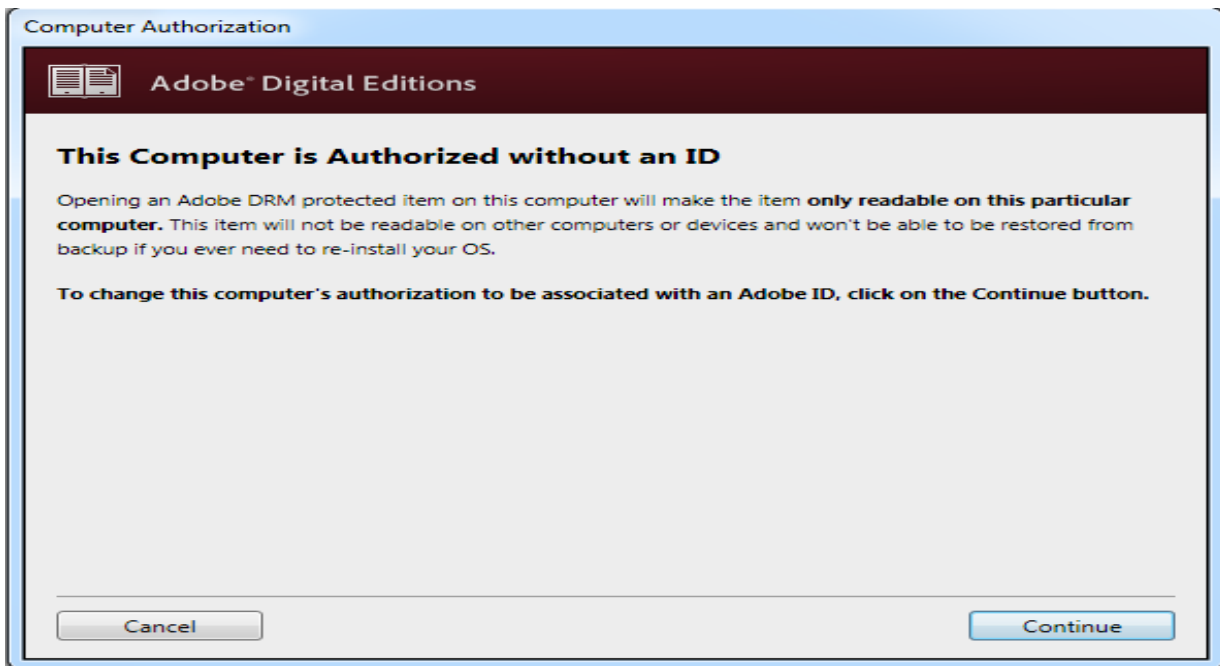 Computer Authorization
Adobe® Digital Editions
This Computer is Authorized without an ID
Opening an Adobe DRM protected item on this computer will make the item only readable on this particular
computer. This item will not be readable on other computers or devices and won't be able to be restored from
backup if you ever need to re-install your OS.
To change this computer's authorization to be associated with an Adobe ID, click on the Continue button.
Cancel
Continue